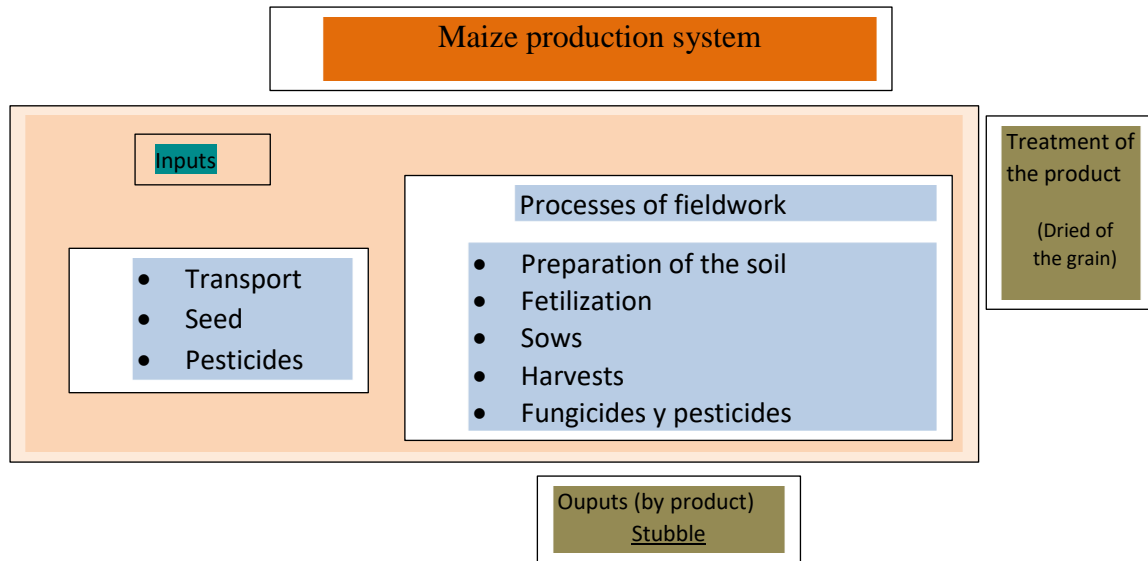 Maize production system
Inputs
• Transport
• Seed
• Pesticides
Processes of fieldwork
• Preparation of the soil
• Fetilization
• Sows
• Harvests
• Fungicides y pesticides
Treatment of
the product
(Dried of
the grain)
Ouputs (by product)
Stubble